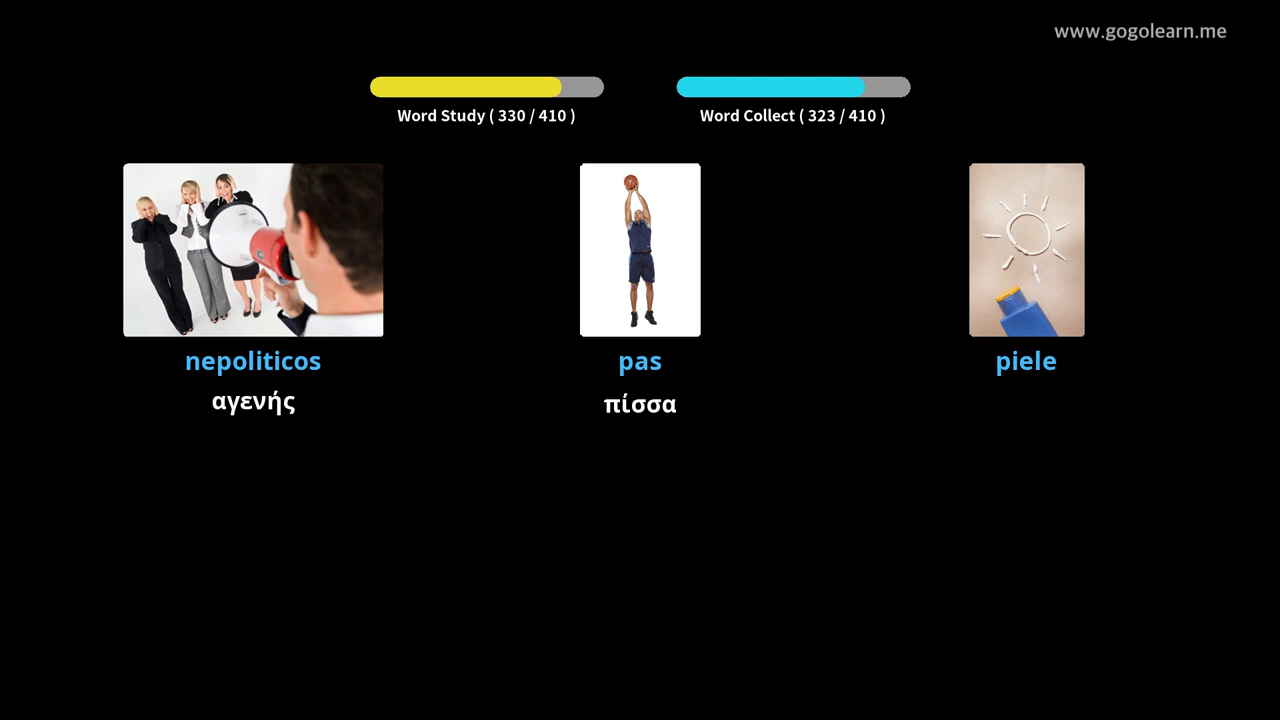 www.gogolearn.me
Word Study ( 330 / 410 )
Word Collect ( 323 / 410 )
nepoliticos
αγενής
pas
πίσσα
piele